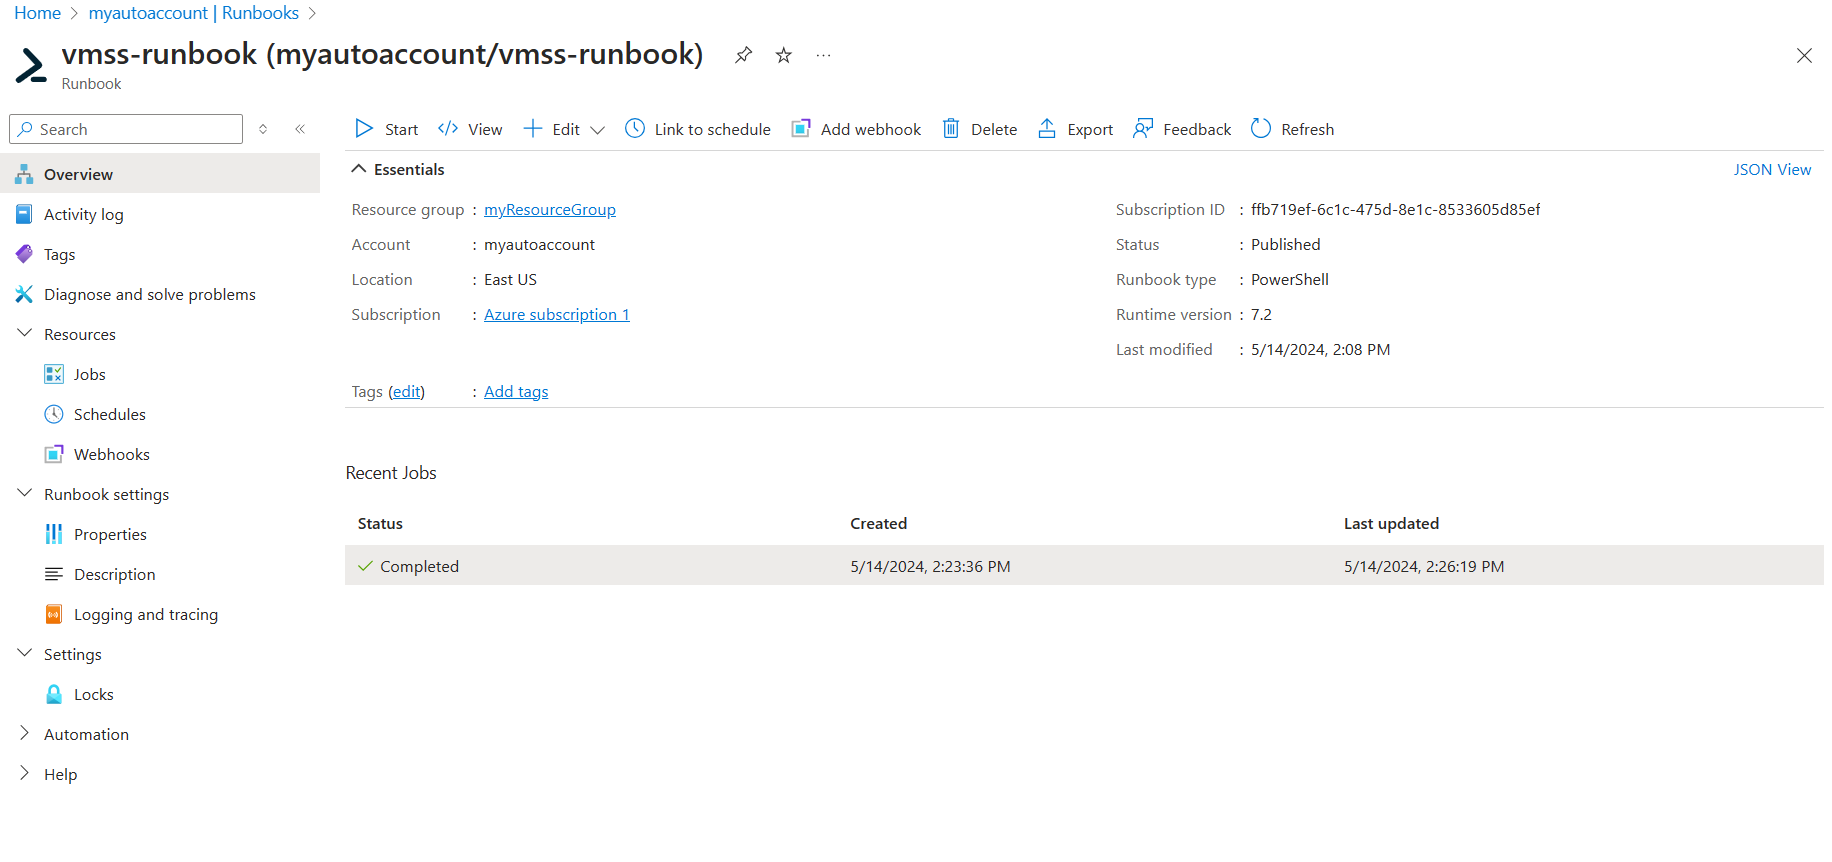 Home > myautoaccount | Runbooks >
vmss-runbook (myautoaccount/vmss-runbook) ...
Runbook
Search
Overview
Activity log
Tags
Diagnose and solve problems
Resources
Jobs
Schedules
Webhooks
Runbook settings
Properties
Description
Logging and tracing
Settings
Locks
Automation
Help
Start View Edit Link to schedule Add webhook Delete Export Feedback Refresh
Essentials JSON View
Resource group : myResourceGroup
Account : myautoaccount
Location : East US
Subscription : Azure subscription 1
Subscription ID : ffb719ef-6c1c-475d-8e1c-8533605d85ef
Status : Published
Runbook type : PowerShell
Runtime version : 7.2
Last modified : 5/14/2024, 2:08 PM
Tags (edit) : Add tags
Recent Jobs
Status Created Last updated
Completed 5/14/2024, 2:23:36 PM 5/14/2024, 2:26:19 PM